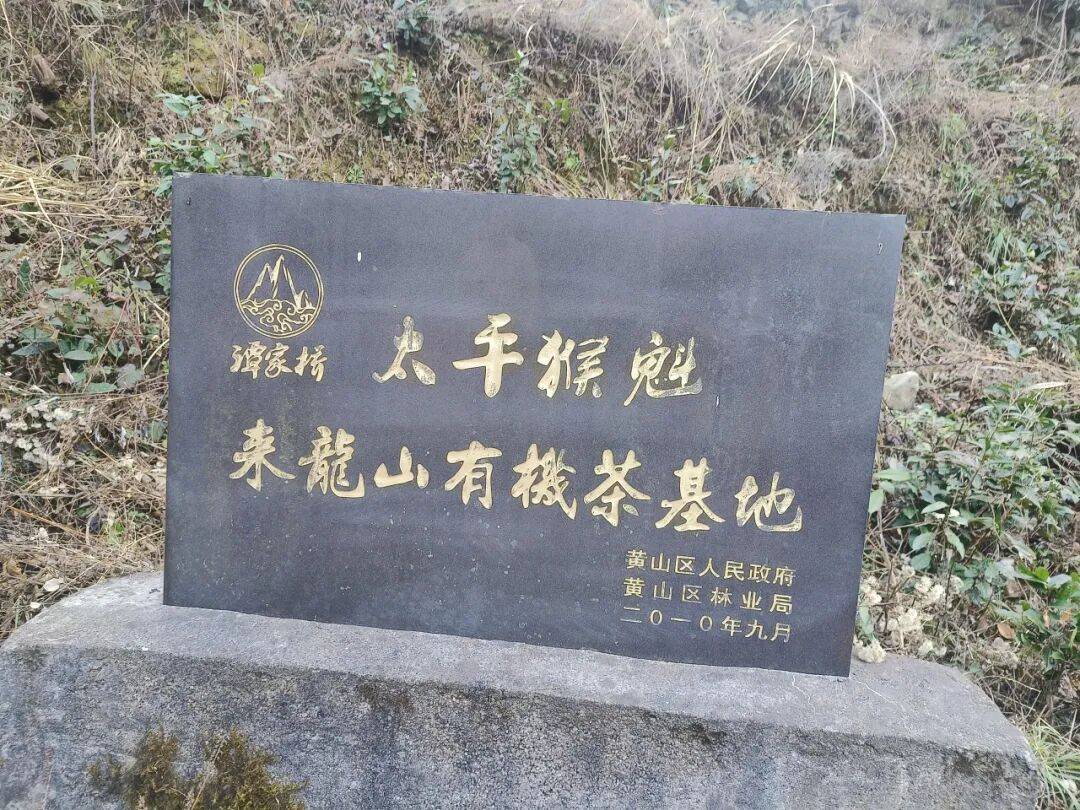 谭家桥
太平猴魁
来龍山有機茶基地
黄山区人民政府
黄山区林业局
二〇一〇年九月